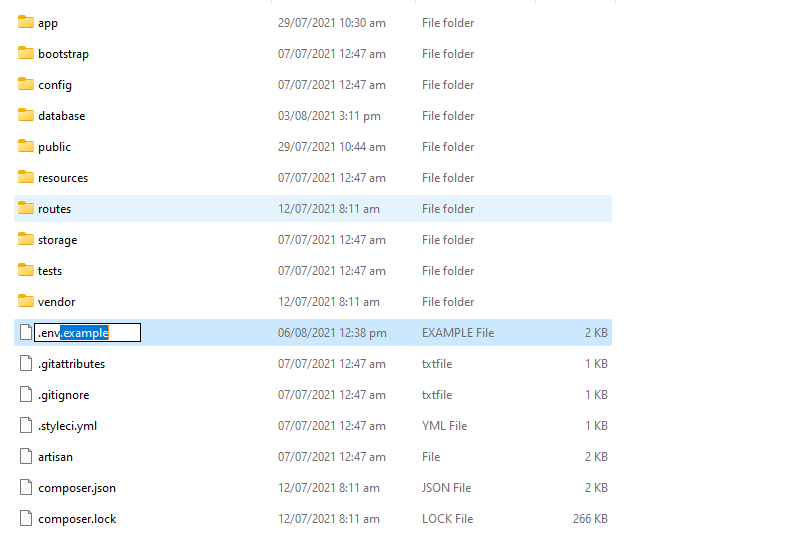 app 29/07/2021 10:30 am File folder
bootstrap 07/07/2021 12:47 am File folder
config 07/07/2021 12:47 am File folder
database 03/08/2021 3:11 pm File folder
public 29/07/2021 10:44 am File folder
resources 07/07/2021 12:47 am File folder
routes 12/07/2021 8:11 am File folder
storage 07/07/2021 12:47 am File folder
tests 07/07/2021 12:47 am File folder
vendor 12/07/2021 8:11 am File folder
.env.example 06/08/2021 12:38 pm EXAMPLE File 2 KB
.gitattributes 07/07/2021 12:47 am txtfile 1 KB
.gitignore 07/07/2021 12:47 am txtfile 1 KB
.styleci.yml 07/07/2021 12:47 am YML File 1 KB
artisan 07/07/2021 12:47 am File 2 KB
composer.json 12/07/2021 8:11 am JSON File 2 KB
composer.lock 12/07/2021 8:11 am LOCK File 266 KB